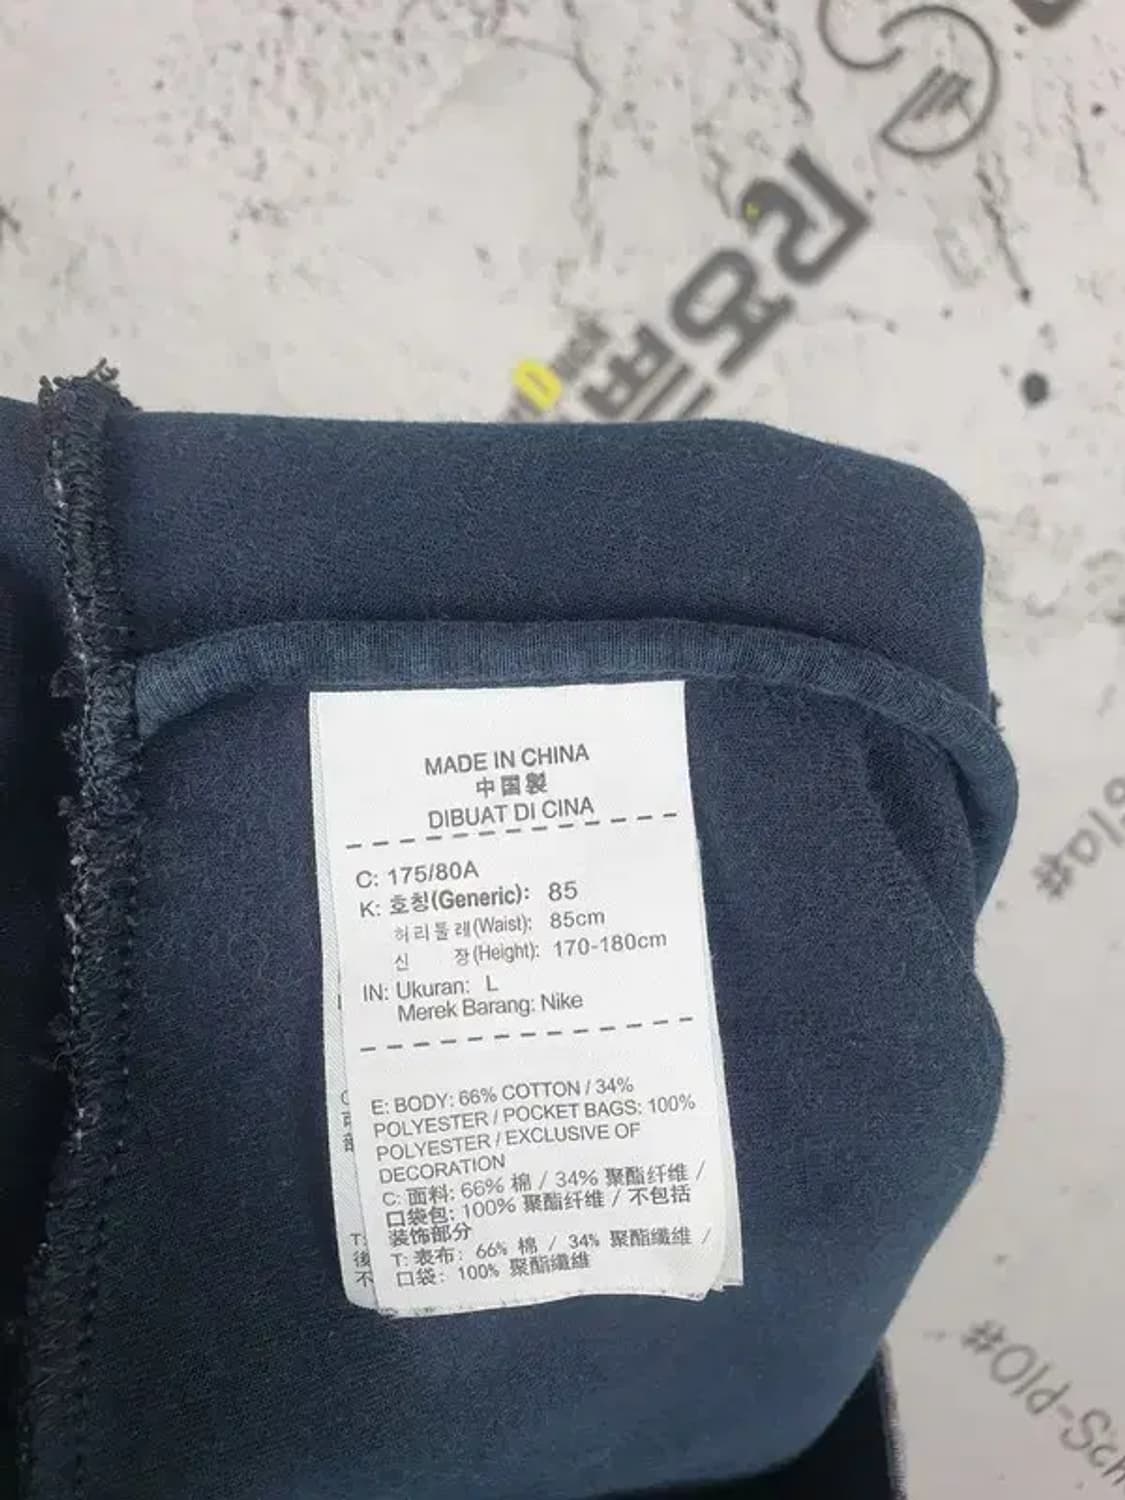 MADE IN CHINA
中国製
DIBUAT DI CINA
C: 175/80A
K: 호칭(Generic): 85
허리둘레(Waist): 85cm
신 장(Height): 170-180cm
IN: Ukuran: L
Merek Barang: Nike
E: BODY: 66% COTTON / 34%
POLYESTER / POCKET BAGS: 100%
POLYESTER / EXCLUSIVE OF
DECORATION
C: 面料: 66% 棉 / 34% 聚酯纤维 /
口袋包: 100% 聚酯纤维 / 不包括
装饰部分
T: 表布: 66% 棉 / 34% 聚酯纖維 /
口袋: 100% 聚酯纖維
#Old-Sch